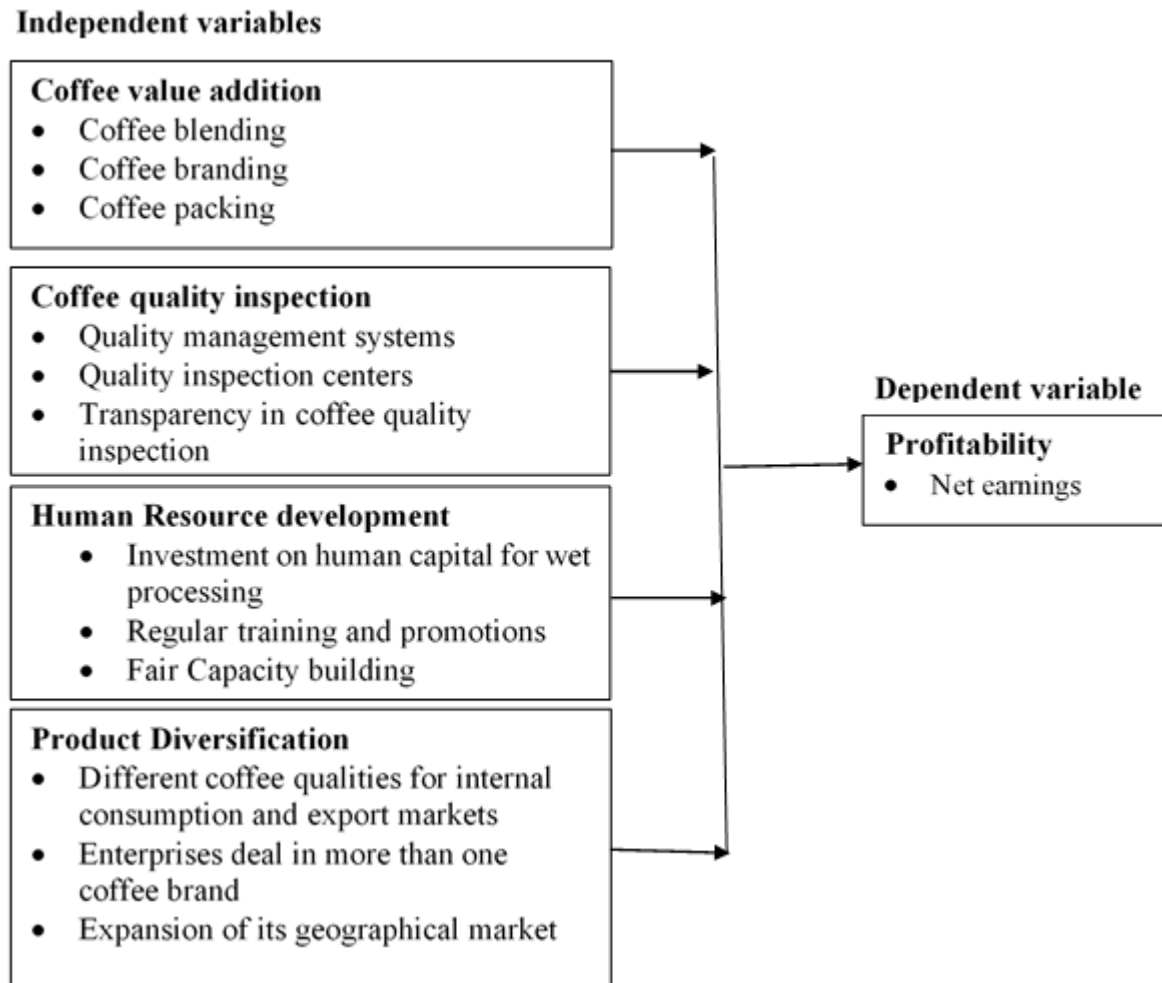 Independent variables
Coffee value addition
• Coffee blending
• Coffee branding
• Coffee packing
Coffee quality inspection
• Quality management systems
• Quality inspection centers
• Transparency in coffee quality
inspection
Human Resource development
• Investment on human capital for wet
processing
• Regular training and promotions
• Fair Capacity building
Product Diversification
• Different coffee qualities for internal
consumption and export markets
• Enterprises deal in more than one
coffee brand
• Expansion of its geographical market
Dependent variable
Profitability
• Net earnings